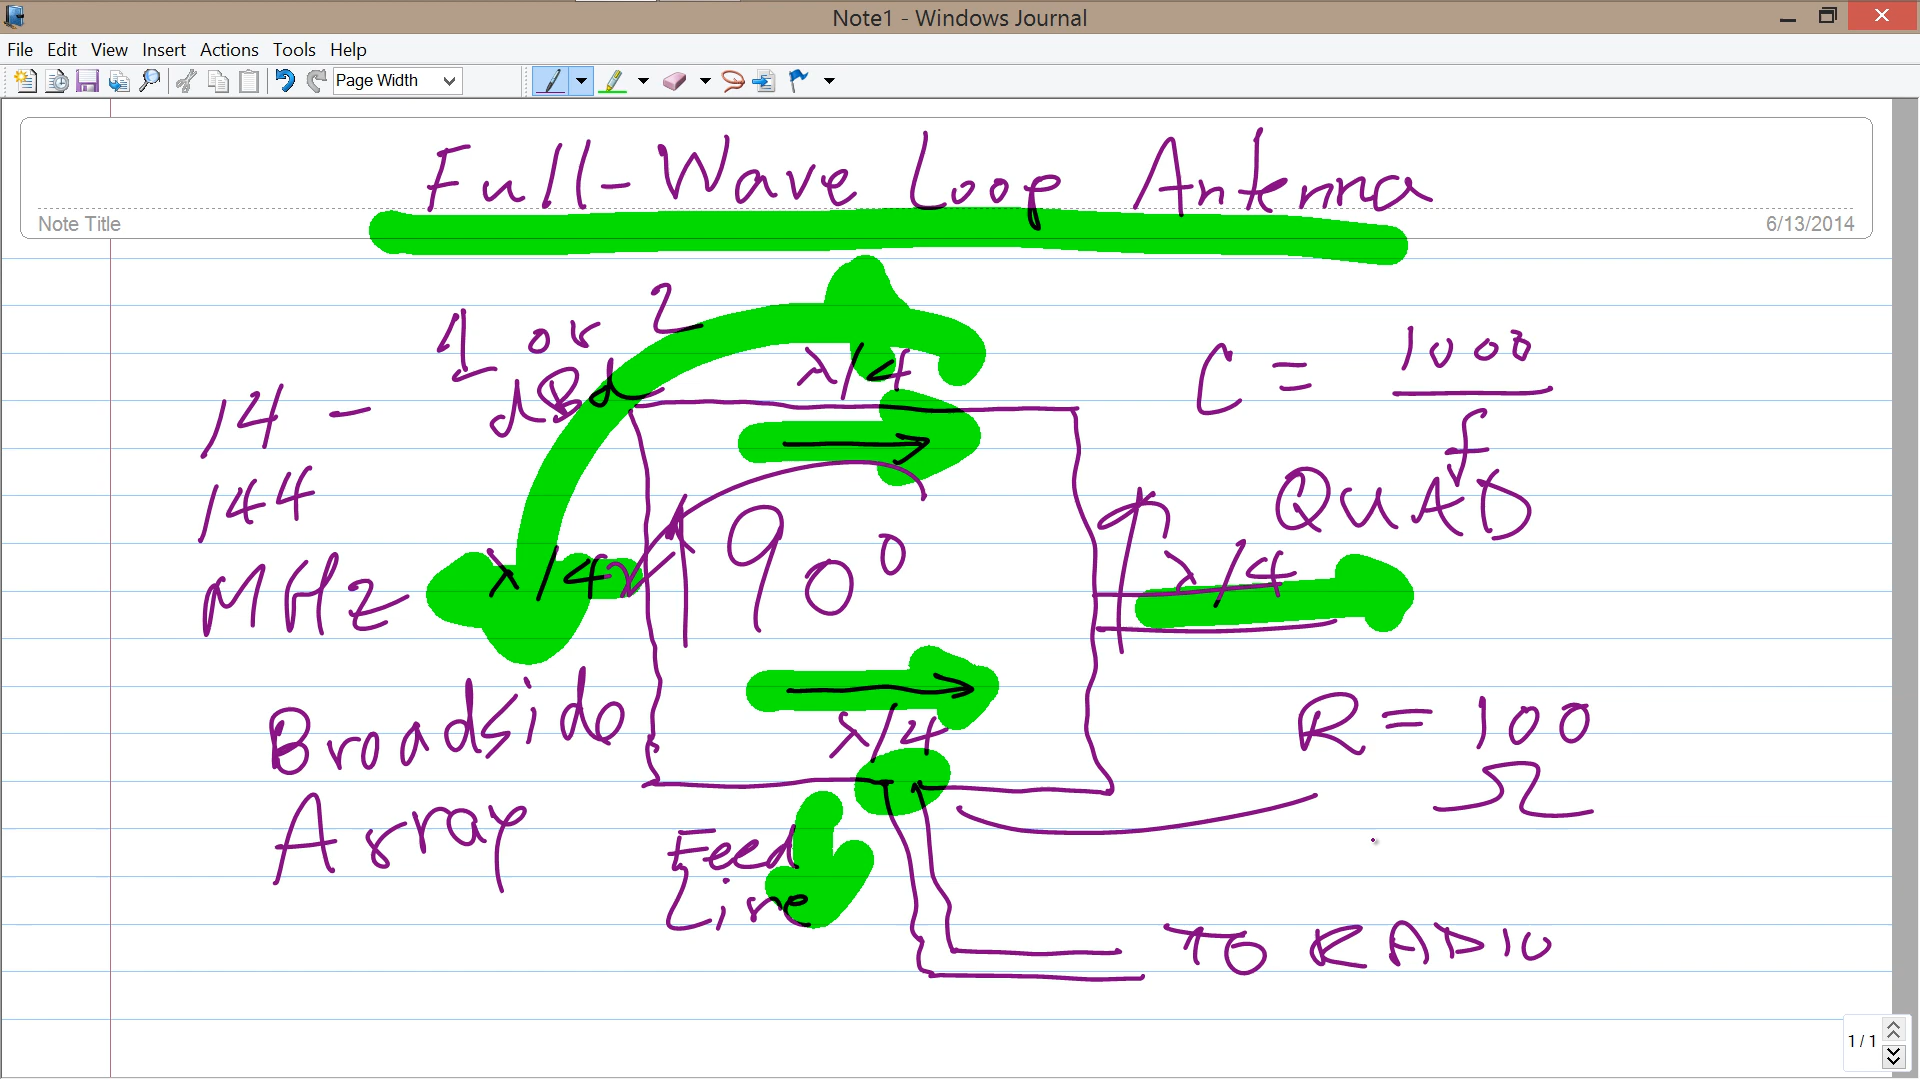 Note1 - Windows Journal
File Edit View Insert Actions Tools Help
Page Width
Full-Wave Loop Antenna
Note Title
6/13/2014
1 or 2
dBd
λ/4
C = 1000
f
14 -
144
MHz
λ/4
90°
QUAD
λ/4
Broadside
Array
λ/4
R = 100
Ω
Feed
Line
TO RADIO
1 / 1